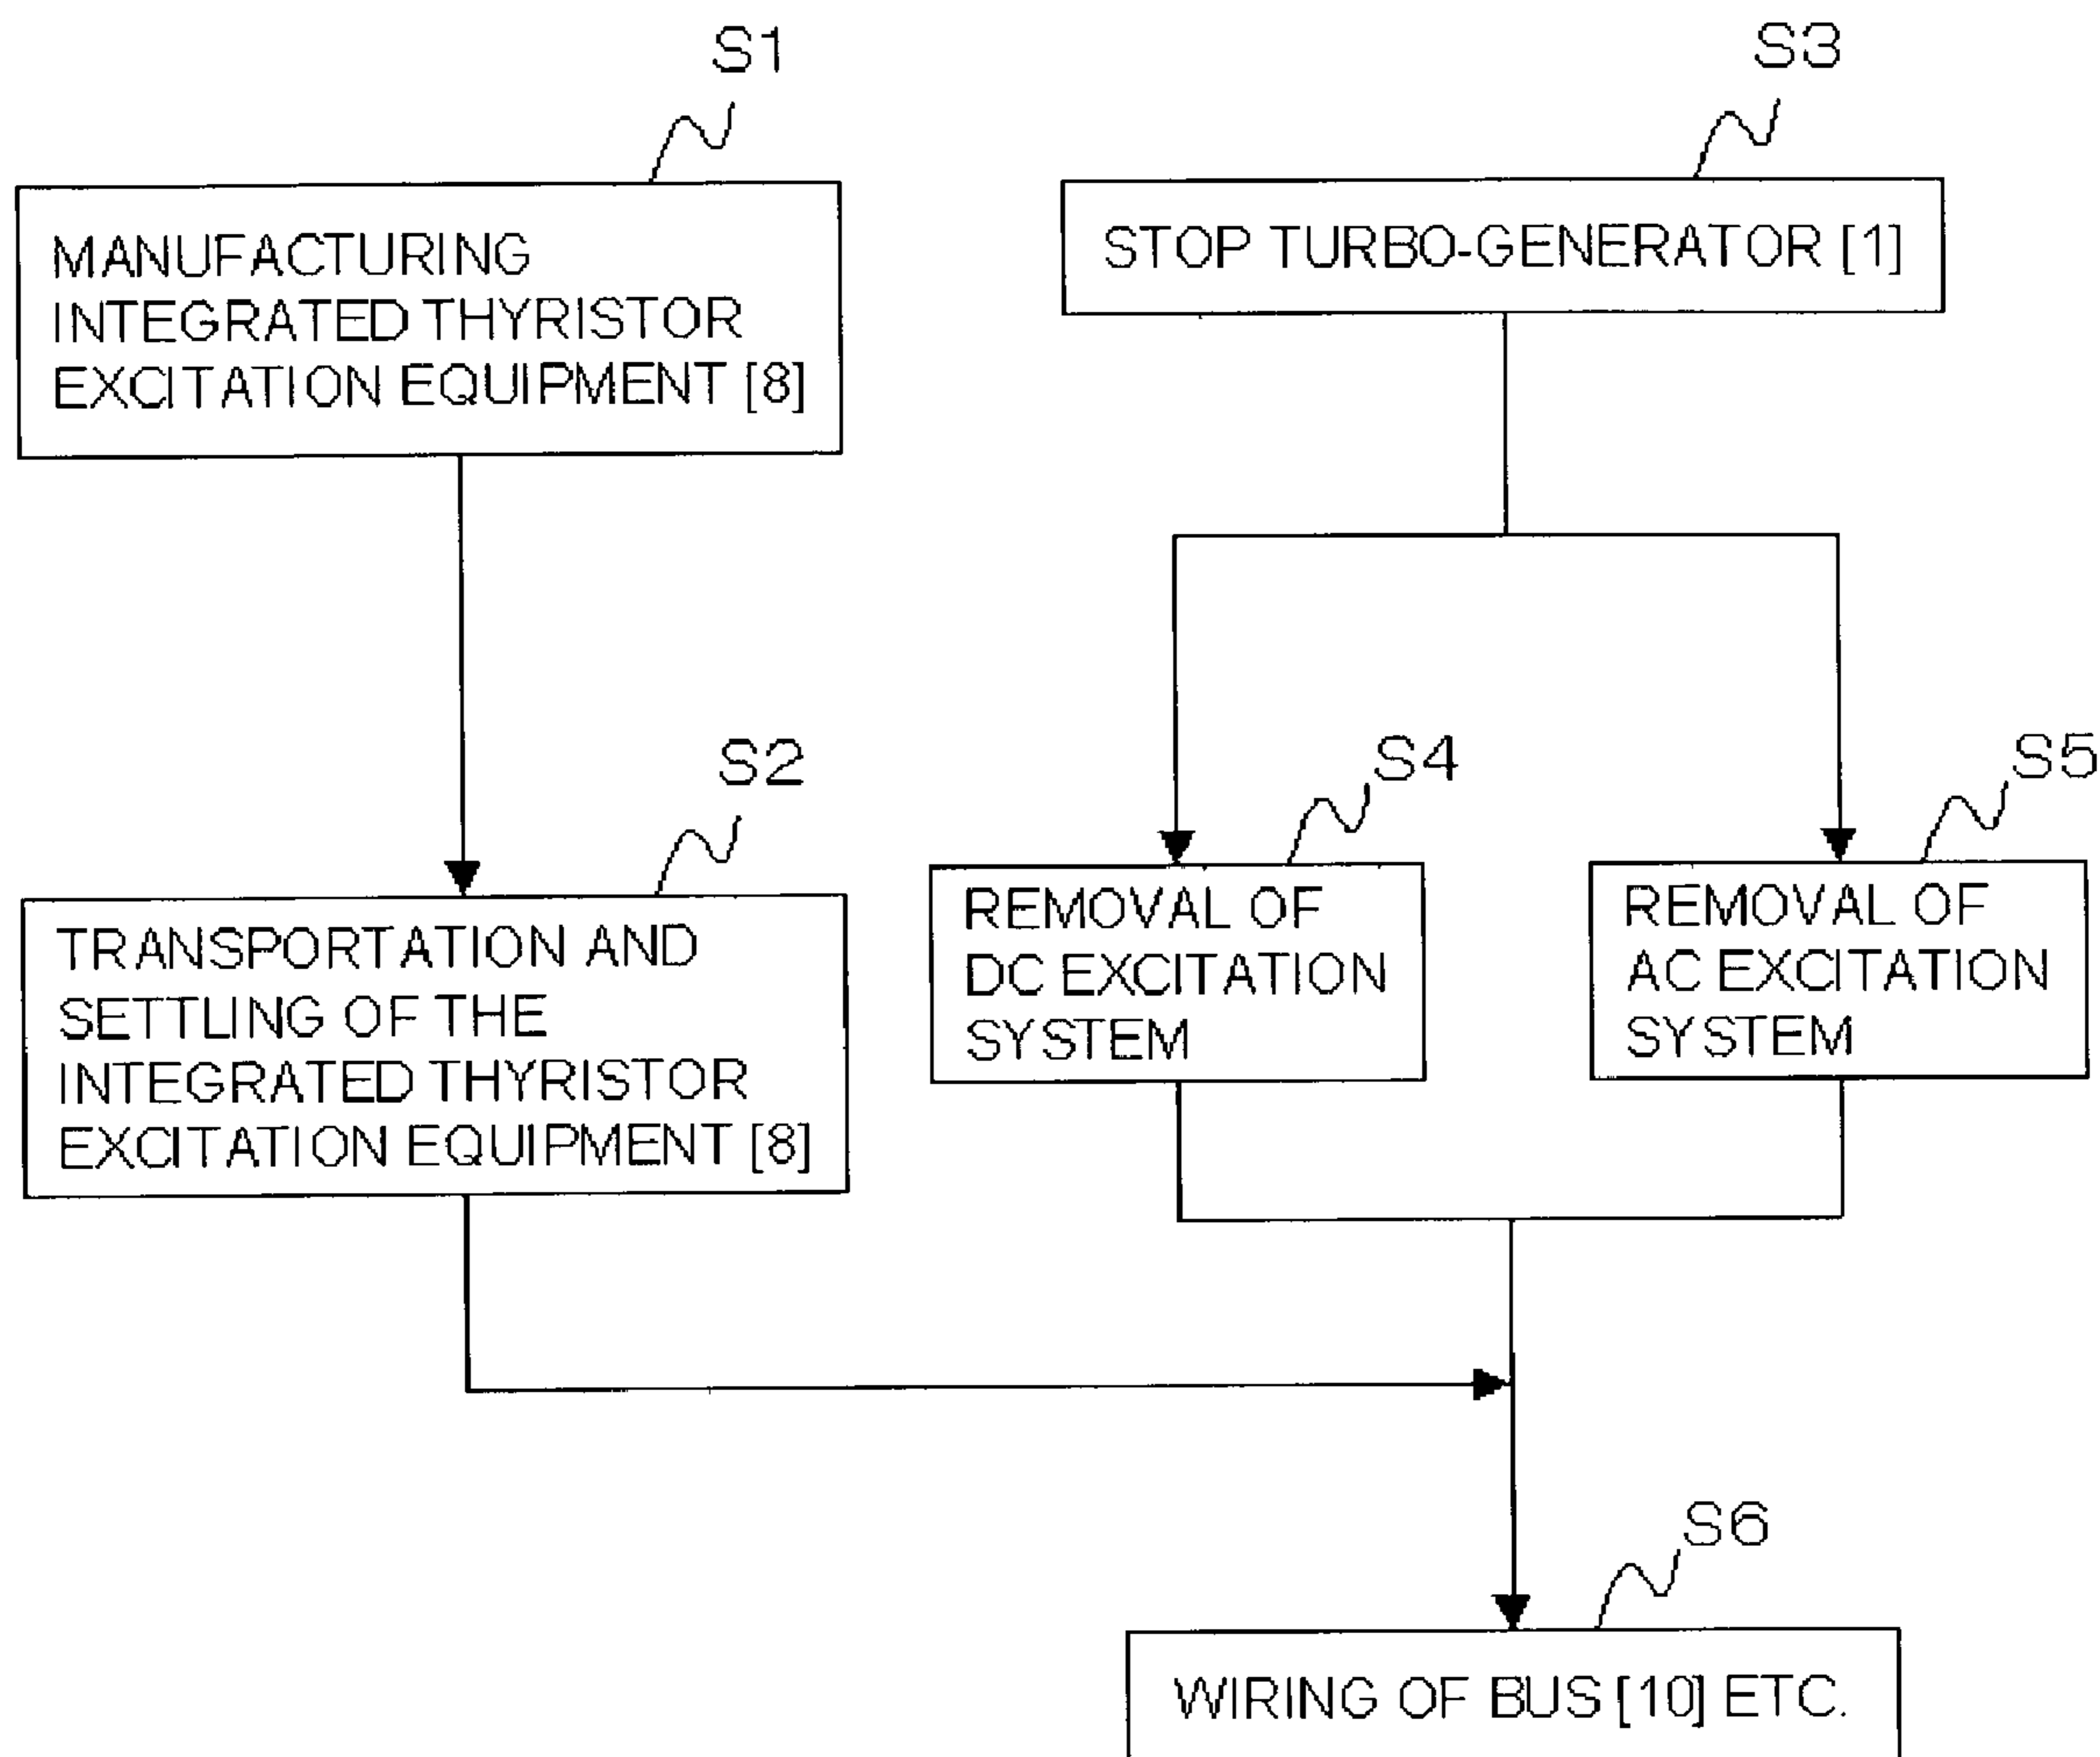 S1
MANUFACTURING
INTEGRATED THYRISTOR
EXCITATION EQUIPMENT [8]
S3
STOP TURBO-GENERATOR [1]
S2
TRANSPORTATION AND
SETTLING OF THE
INTEGRATED THYRISTOR
EXCITATION EQUIPMENT [8]
S4
REMOVAL OF
DC EXCITATION
SYSTEM
S5
REMOVAL OF
AC EXCITATION
SYSTEM
S6
WIRING OF BUS [10] ETC.